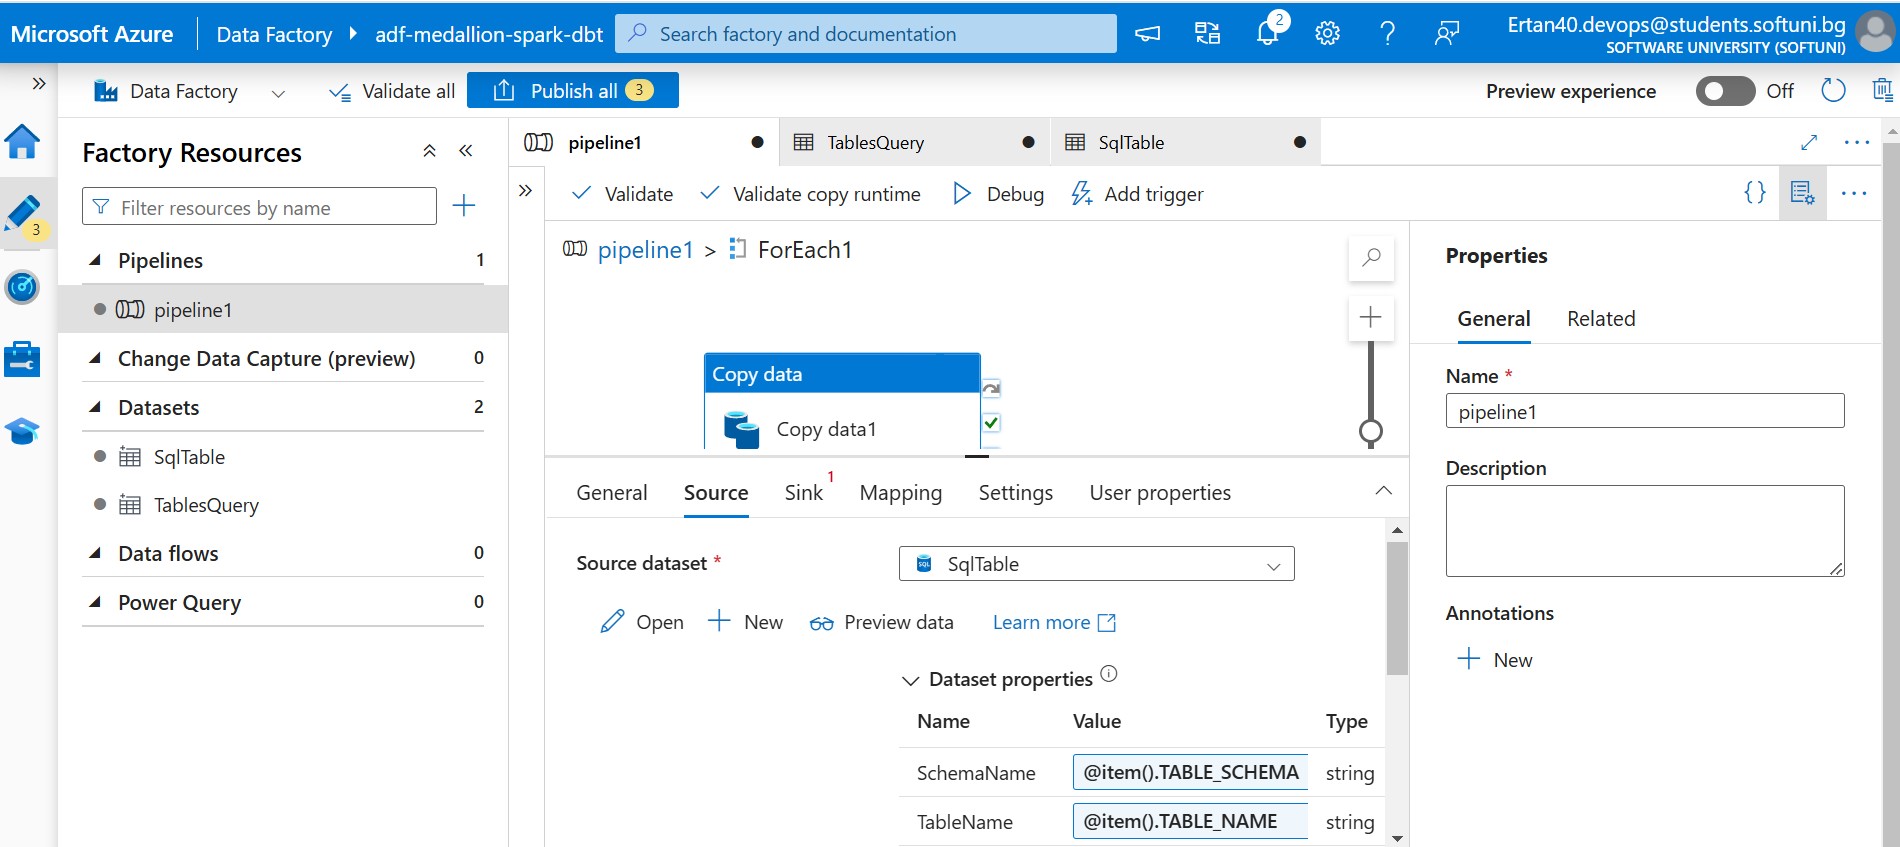 Microsoft Azure
Data Factory
adf-medallion-spark-dbt
Search factory and documentation
2
Ertan40.devops@students.softuni.bg
SOFTWARE UNIVERSITY (SOFTUNI)
Data Factory
Validate all
Publish all 3
Preview experience
Off
3
Factory Resources
Filter resources by name
Pipelines 1
pipeline1
Change Data Capture (preview) 0
Datasets 2
SqlTable
TablesQuery
Data flows 0
Power Query 0
pipeline1
TablesQuery
SqlTable
Validate
Validate copy runtime
Debug
Add trigger
{}
pipeline1 > ForEach1
Copy data
Copy data1
General
Source
Sink 1
Mapping
Settings
User properties
Source dataset *
SQL
SqlTable
Open
New
Preview data
Learn more
Dataset properties
Name Value Type
SchemaName @item().TABLE_SCHEMA string
TableName @item().TABLE_NAME string
Properties
General
Related
Name *
pipeline1
Description
Annotations
New